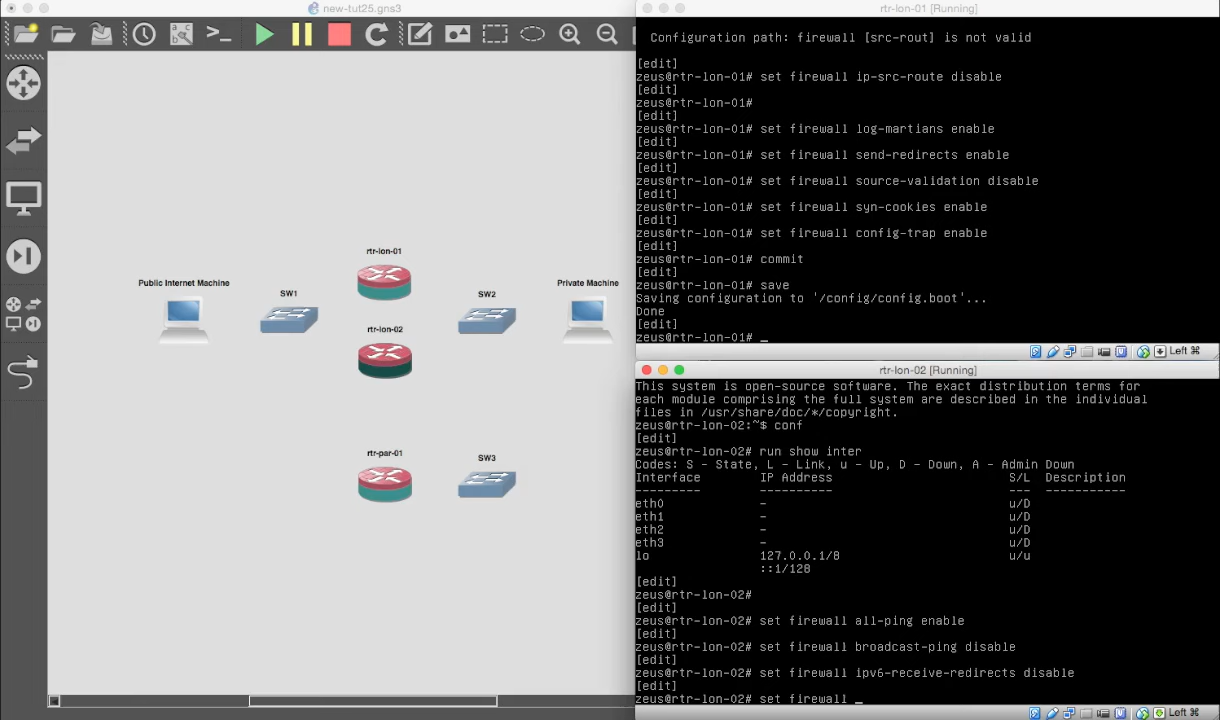 new-tut25.gns3
rtr-lon-01
Public Internet Machine
SW1
SW2
Private Machine
rtr-lon-02
rtr-par-01
SW3
rtr-lon-01 [Running]
Configuration path: firewall [src-rout] is not valid
[edit]
zeus@rtr-lon-01# set firewall ip-src-route disable
[edit]
zeus@rtr-lon-01#
[edit]
zeus@rtr-lon-01# set firewall log-martians enable
[edit]
zeus@rtr-lon-01# set firewall send-redirects enable
[edit]
zeus@rtr-lon-01# set firewall source-validation disable
[edit]
zeus@rtr-lon-01# set firewall syn-cookies enable
[edit]
zeus@rtr-lon-01# set firewall config-trap enable
[edit]
zeus@rtr-lon-01# commit
[edit]
zeus@rtr-lon-01# save
Saving configuration to '/config/config.boot'...
Done
[edit]
zeus@rtr-lon-01# _
Left ⌘
rtr-lon-02 [Running]
This system is open-source software. The exact distribution terms for
each module comprising the full system are described in the individual
files in /usr/share/doc/*/copyright.
zeus@rtr-lon-02:~$ conf
[edit]
zeus@rtr-lon-02# run show inter
Codes: S - State, L - Link, u - Up, D - Down, A - Admin Down
Interface IP Address S/L Description
--------- ---------- --- -----------
eth0 - u/D
eth1 - u/D
eth2 - u/D
eth3 - u/D
lo 127.0.0.1/8 u/u
::1/128
[edit]
zeus@rtr-lon-02#
[edit]
zeus@rtr-lon-02# set firewall all-ping enable
[edit]
zeus@rtr-lon-02# set firewall broadcast-ping disable
[edit]
zeus@rtr-lon-02# set firewall ipv6-receive-redirects disable
[edit]
zeus@rtr-lon-02# set firewall _
Left ⌘